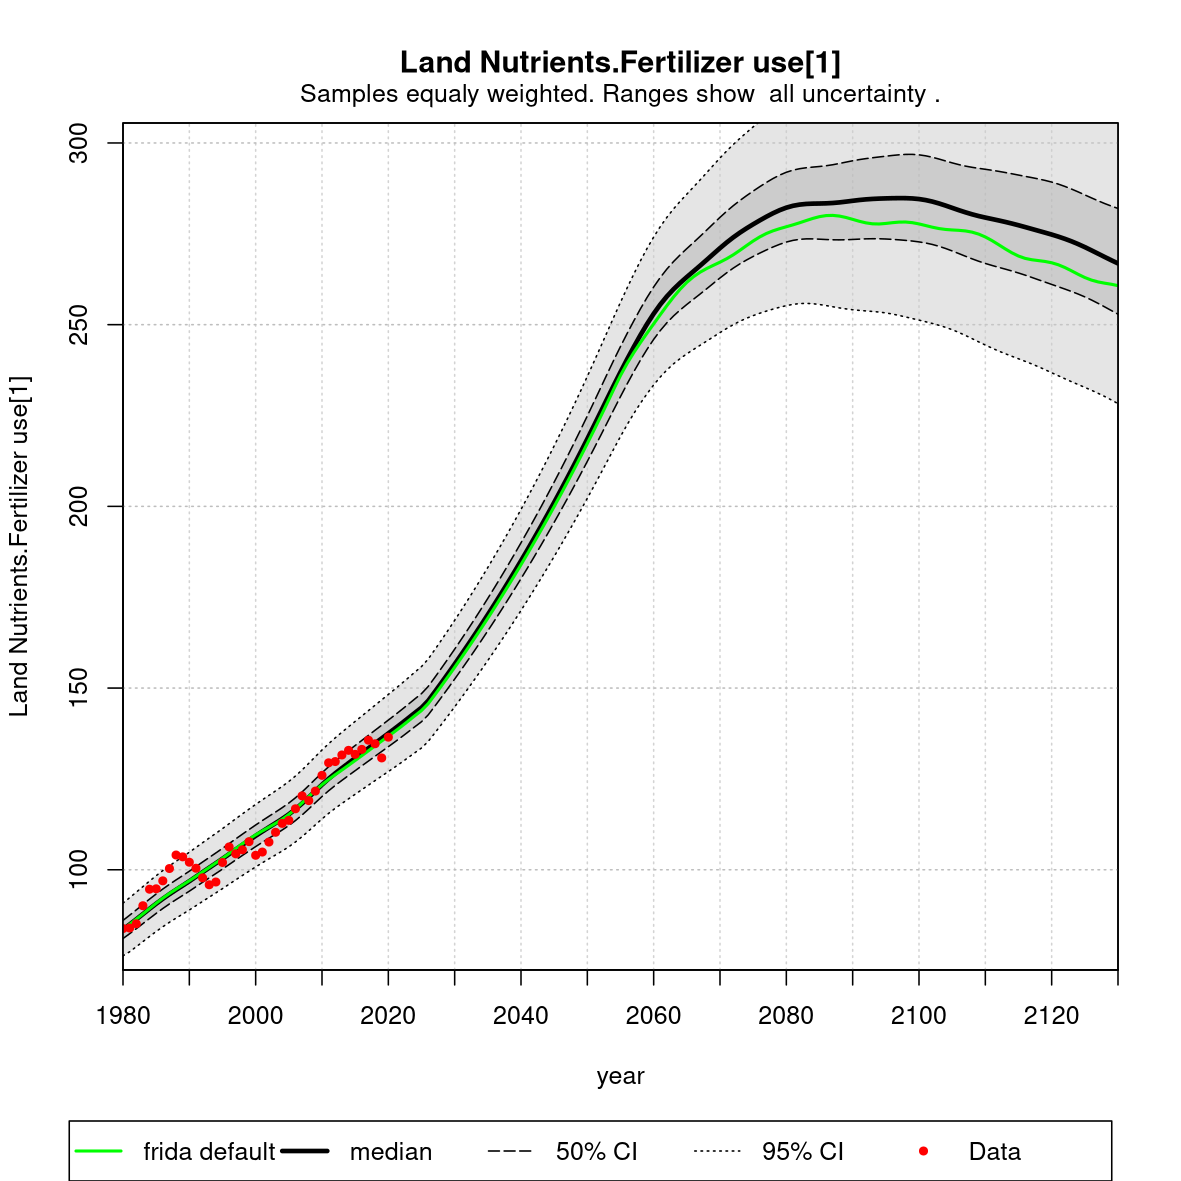 Land Nutrients.Fertilizer use[1]
Samples equaly weighted. Ranges show  all uncertainty .
Land Nutrients.Fertilizer use[1]
300
250
200
150
100
1980 2000 2020 2040 2060 2080 2100 2120
year
frida default median 50% CI 95% CI Data